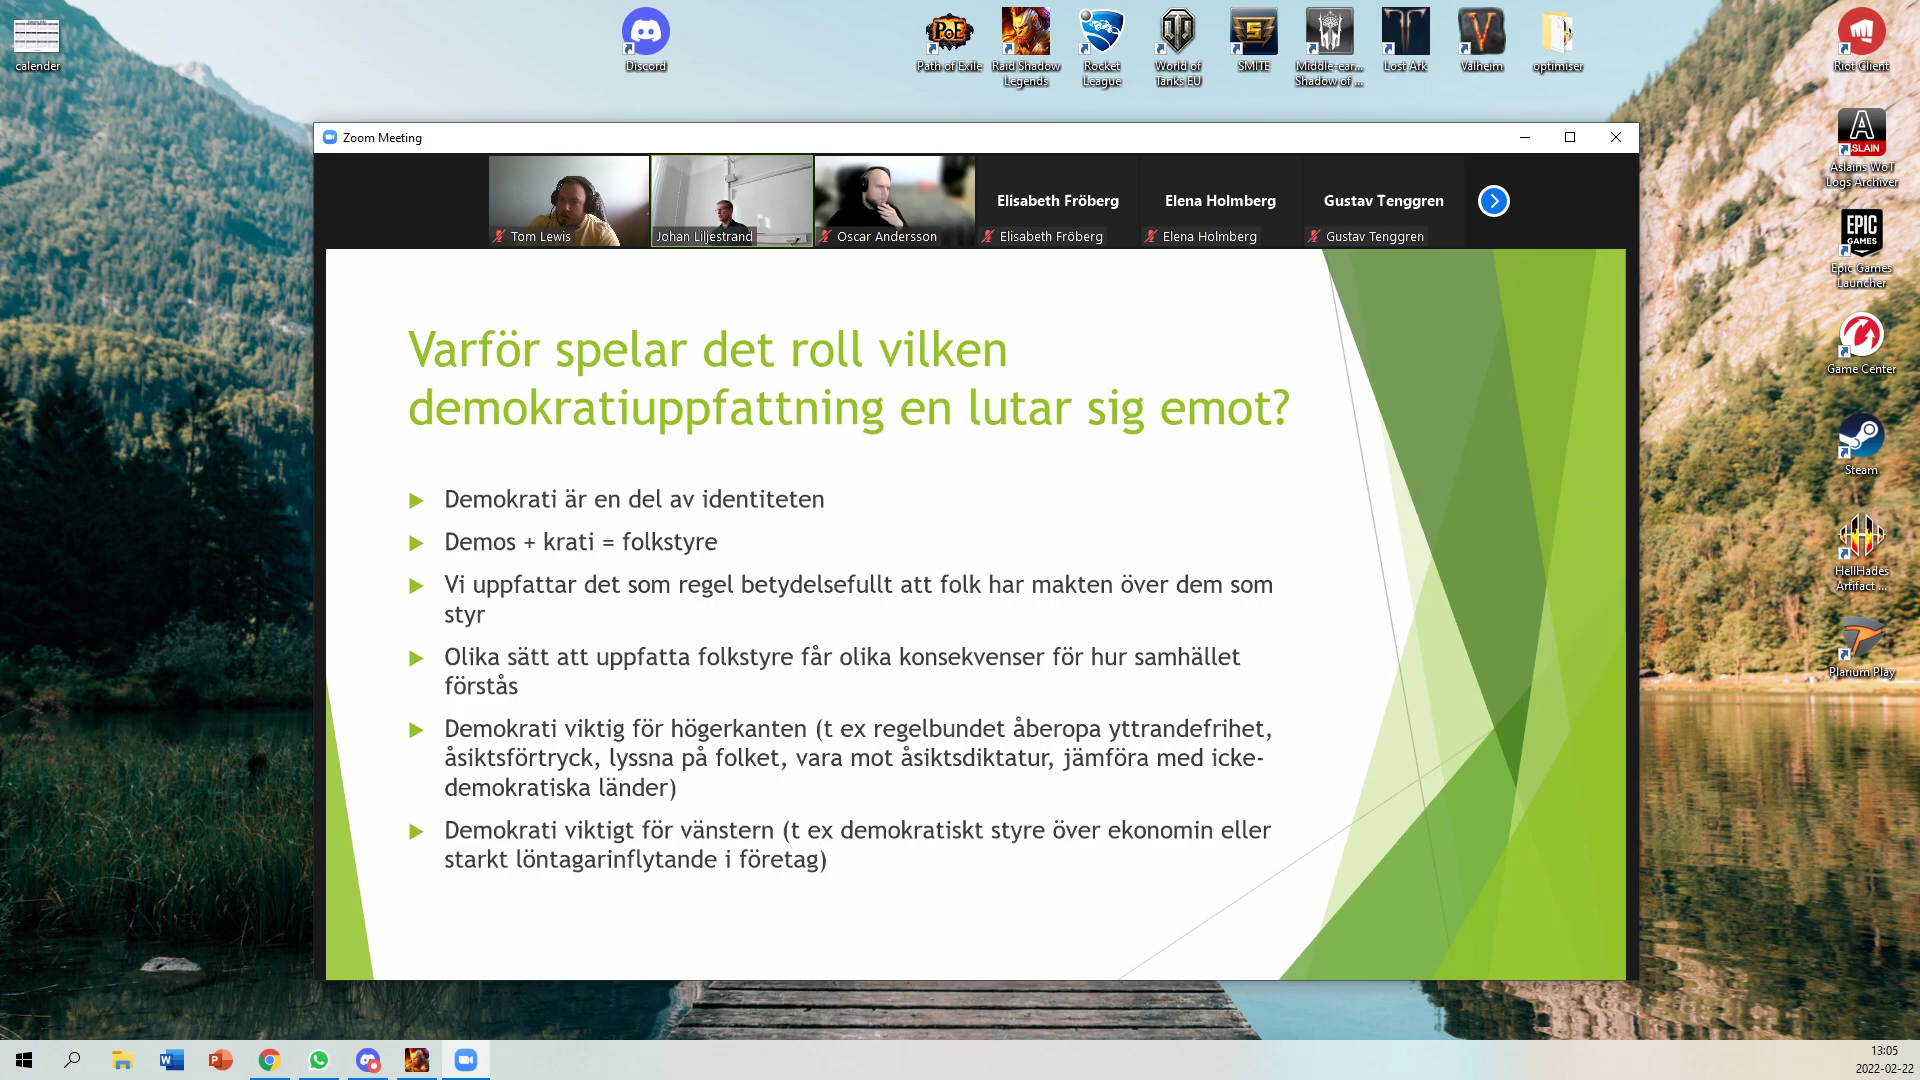 calender
Discord
Path of Exile
Raid Shadow
Legends
Rocket
League
World of
Tanks EU
SMITE
Middle-ear...
Shadow of ...
Lost Ark
Valheim
optimiser
Riot Client
Aslains WoT
Logs Archiver
EPIC
GAMES
Epic Games
Launcher
Game Center
Steam
HellHades
Artifact ...
Plarium Play
Zoom Meeting
Tom Lewis
Johan Liljestrand
Oscar Andersson
Elisabeth Fröberg
Elisabeth Fröberg
Elena Holmberg
Elena Holmberg
Gustav Tenggren
Gustav Tenggren
Varför spelar det roll vilken
demokratiuppfattning en lutar sig emot?
Demokrati är en del av identiteten
Demos + krati = folkstyre
Vi uppfattar det som regel betydelsefullt att folk har makten över dem som
styr
Olika sätt att uppfatta folkstyre får olika konsekvenser för hur samhället
förstås
Demokrati viktig för högerkanten (t ex regelbundet åberopa yttrandefrihet,
åsiktsförtryck, lyssna på folket, vara mot åsiktsdiktatur, jämföra med icke-
demokratiska länder)
Demokrati viktigt för vänstern (t ex demokratiskt styre över ekonomin eller
starkt löntagarinflytande i företag)
13:05
2022-02-22